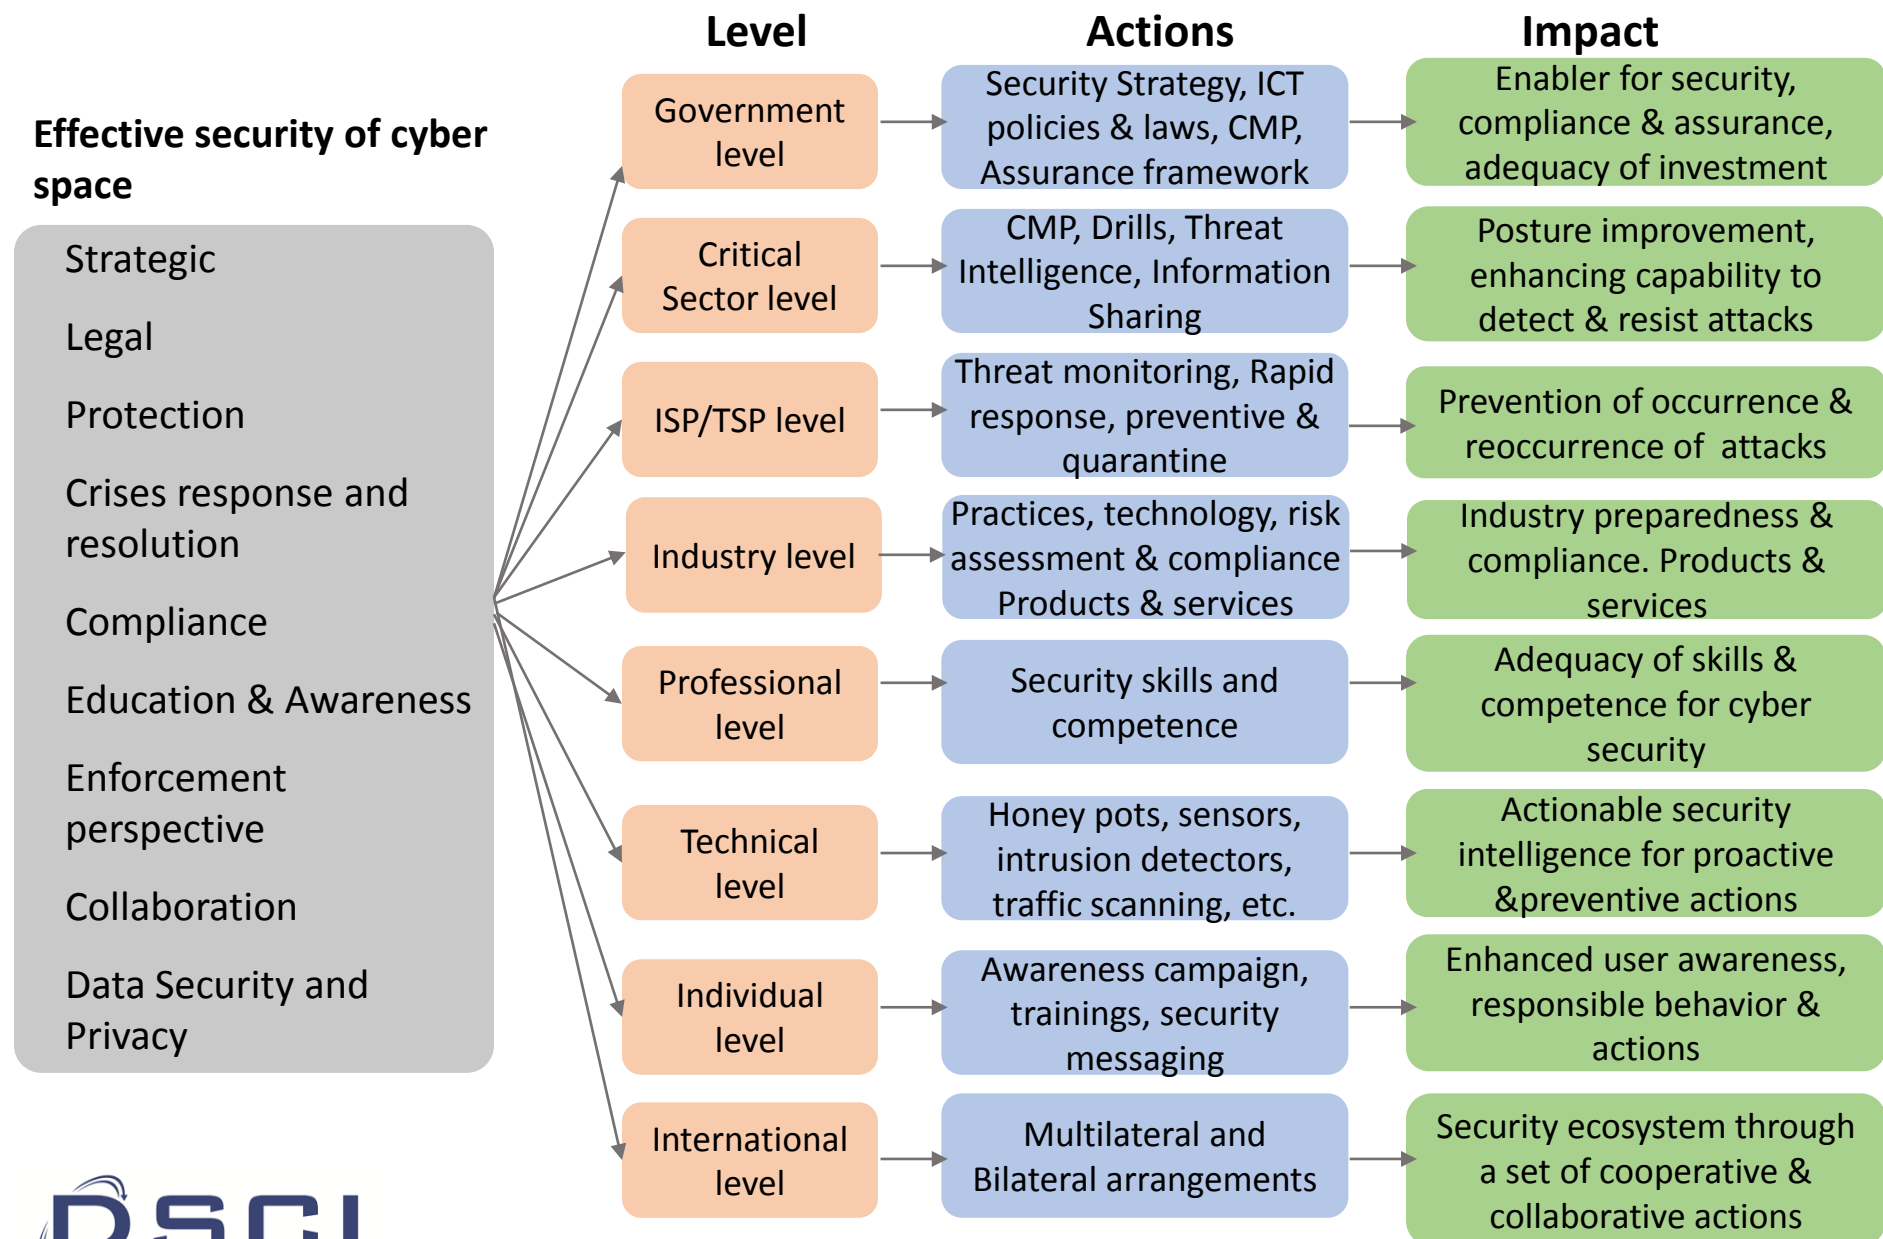 Level
Actions
Impact
Effective security of cyber
space
Strategic
Legal
Protection
Crises response and
resolution
Compliance
Education & Awareness
Enforcement
perspective
Collaboration
Data Security and
Privacy
Government
level
Security Strategy, ICT
policies & laws, CMP,
Assurance framework
Enabler for security,
compliance & assurance,
adequacy of investment
Critical
Sector level
CMP, Drills, Threat
Intelligence, Information
Sharing
Posture improvement,
enhancing capability to
detect & resist attacks
ISP/TSP level
Threat monitoring, Rapid
response, preventive &
quarantine
Prevention of occurrence &
reoccurrence of attacks
Industry level
Practices, technology, risk
assessment & compliance
Products & services
Industry preparedness &
compliance. Products &
services
Professional
level
Security skills and
competence
Adequacy of skills &
competence for cyber
security
Technical
level
Honey pots, sensors,
intrusion detectors,
traffic scanning, etc.
Actionable security
intelligence for proactive
&preventive actions
Individual
level
Awareness campaign,
trainings, security
messaging
Enhanced user awareness,
responsible behavior &
actions
International
level
Multilateral and
Bilateral arrangements
Security ecosystem through
a set of cooperative &
collaborative actions
DSCI